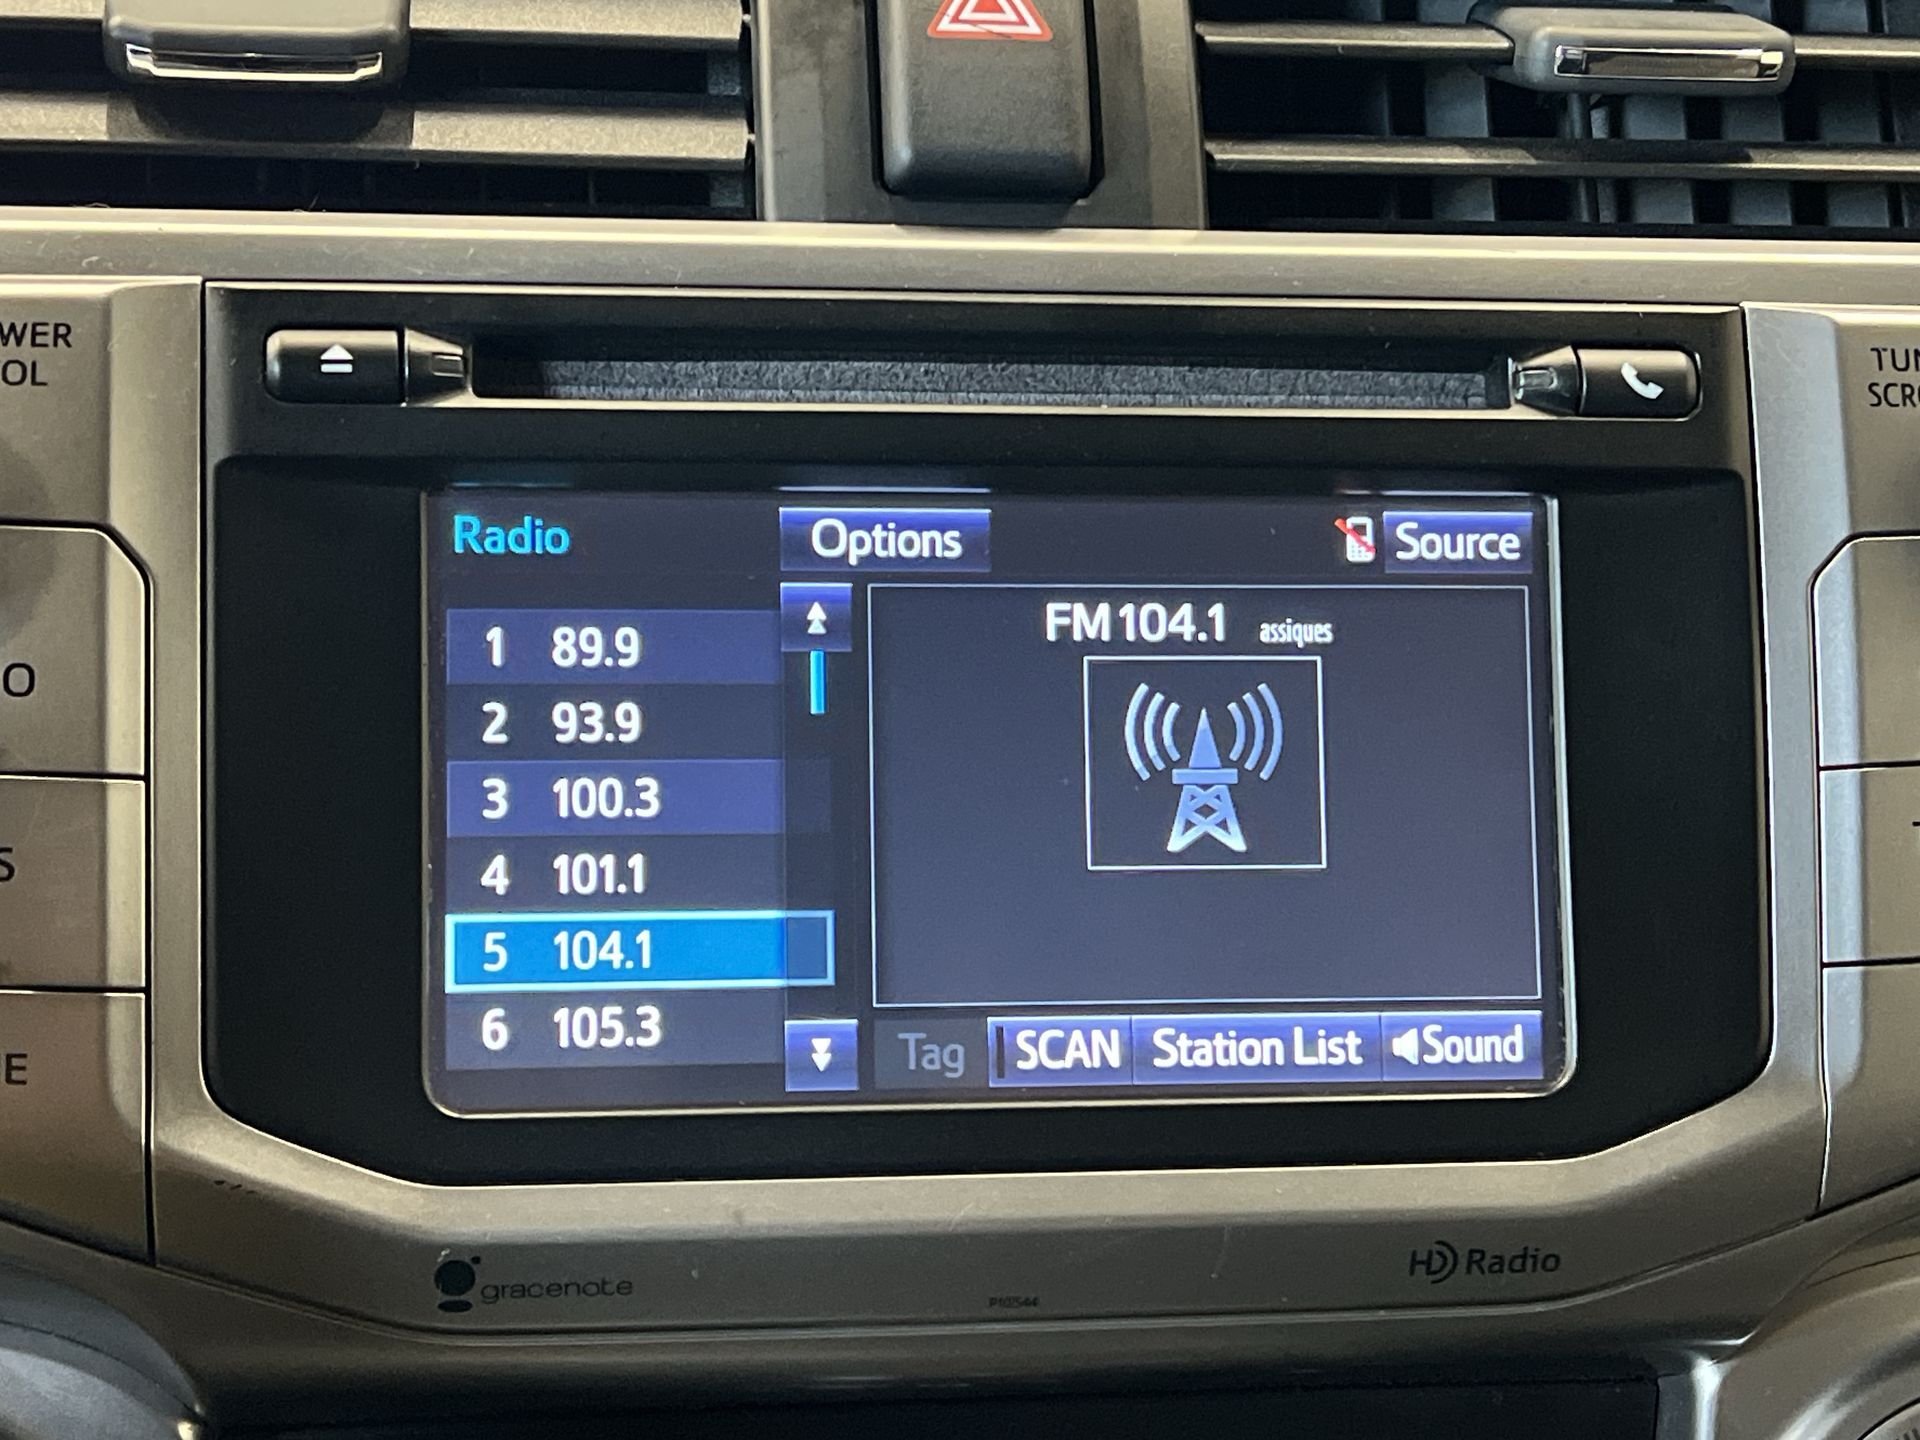 WER
OL
TUN
SCR
Radio
Options
Source
1 89.9
2 93.9
3 100.3
4 101.1
5 104.1
6 105.3
FM 104.1 assiques
Tag
SCAN
Station List
Sound
O
S
E
gracenote
HD Radio